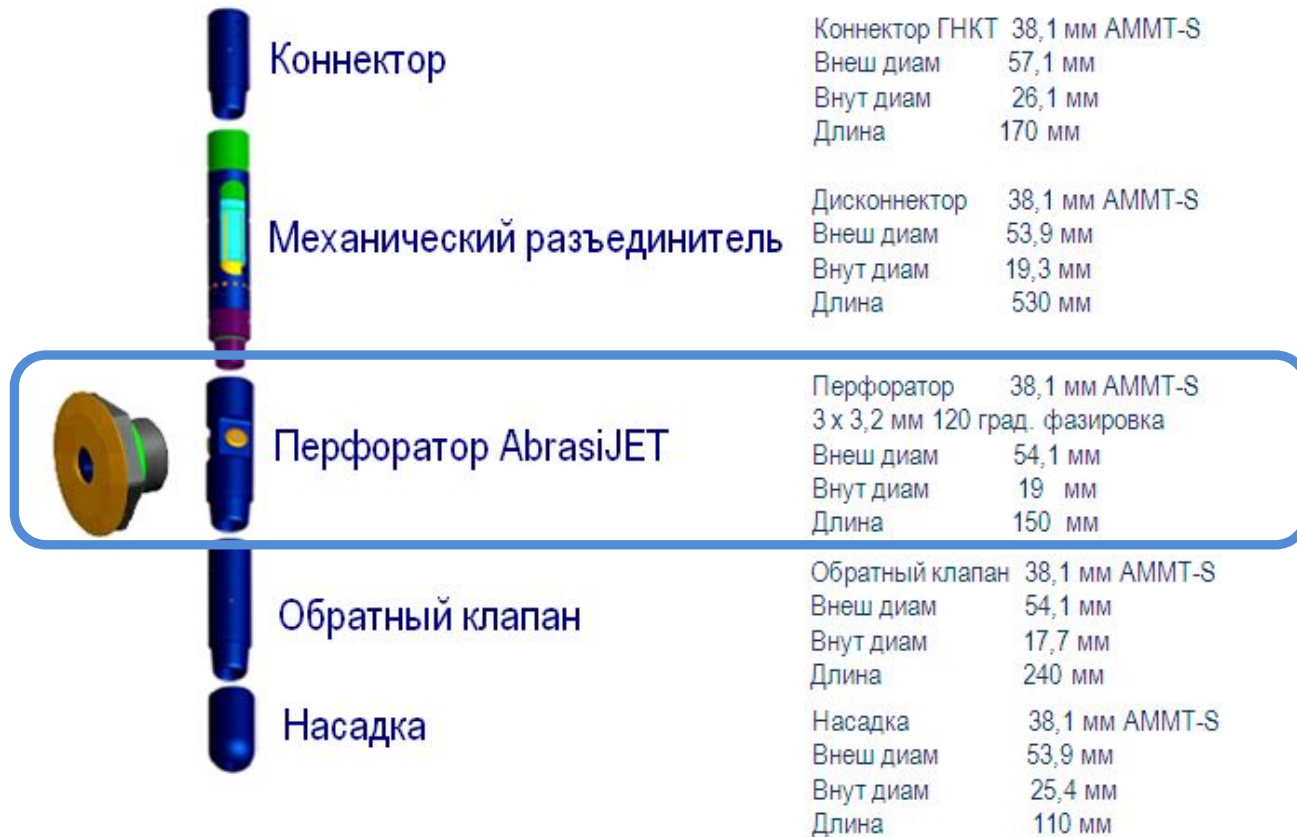 Коннектор
Коннектор ГНКТ 38,1 мм AMMT-S
Внеш диам 57,1 мм
Внут диам 26,1 мм
Длина 170 мм
Механический разъединитель
Дисконнектор 38,1 мм AMMT-S
Внеш диам 53,9 мм
Внут диам 19,3 мм
Длина 530 мм
Перфоратор AbrasiJET
Перфоратор 38,1 мм AMMT-S
3 x 3,2 мм 120 град. фазировка
Внеш диам 54,1 мм
Внут диам 19 мм
Длина 150 мм
Обратный клапан
Обратный клапан 38,1 мм AMMT-S
Внеш диам 54,1 мм
Внут диам 17,7 мм
Длина 240 мм
Насадка
Насадка 38,1 мм AMMT-S
Внеш диам 53,9 мм
Внут диам 25,4 мм
Длина 110 мм